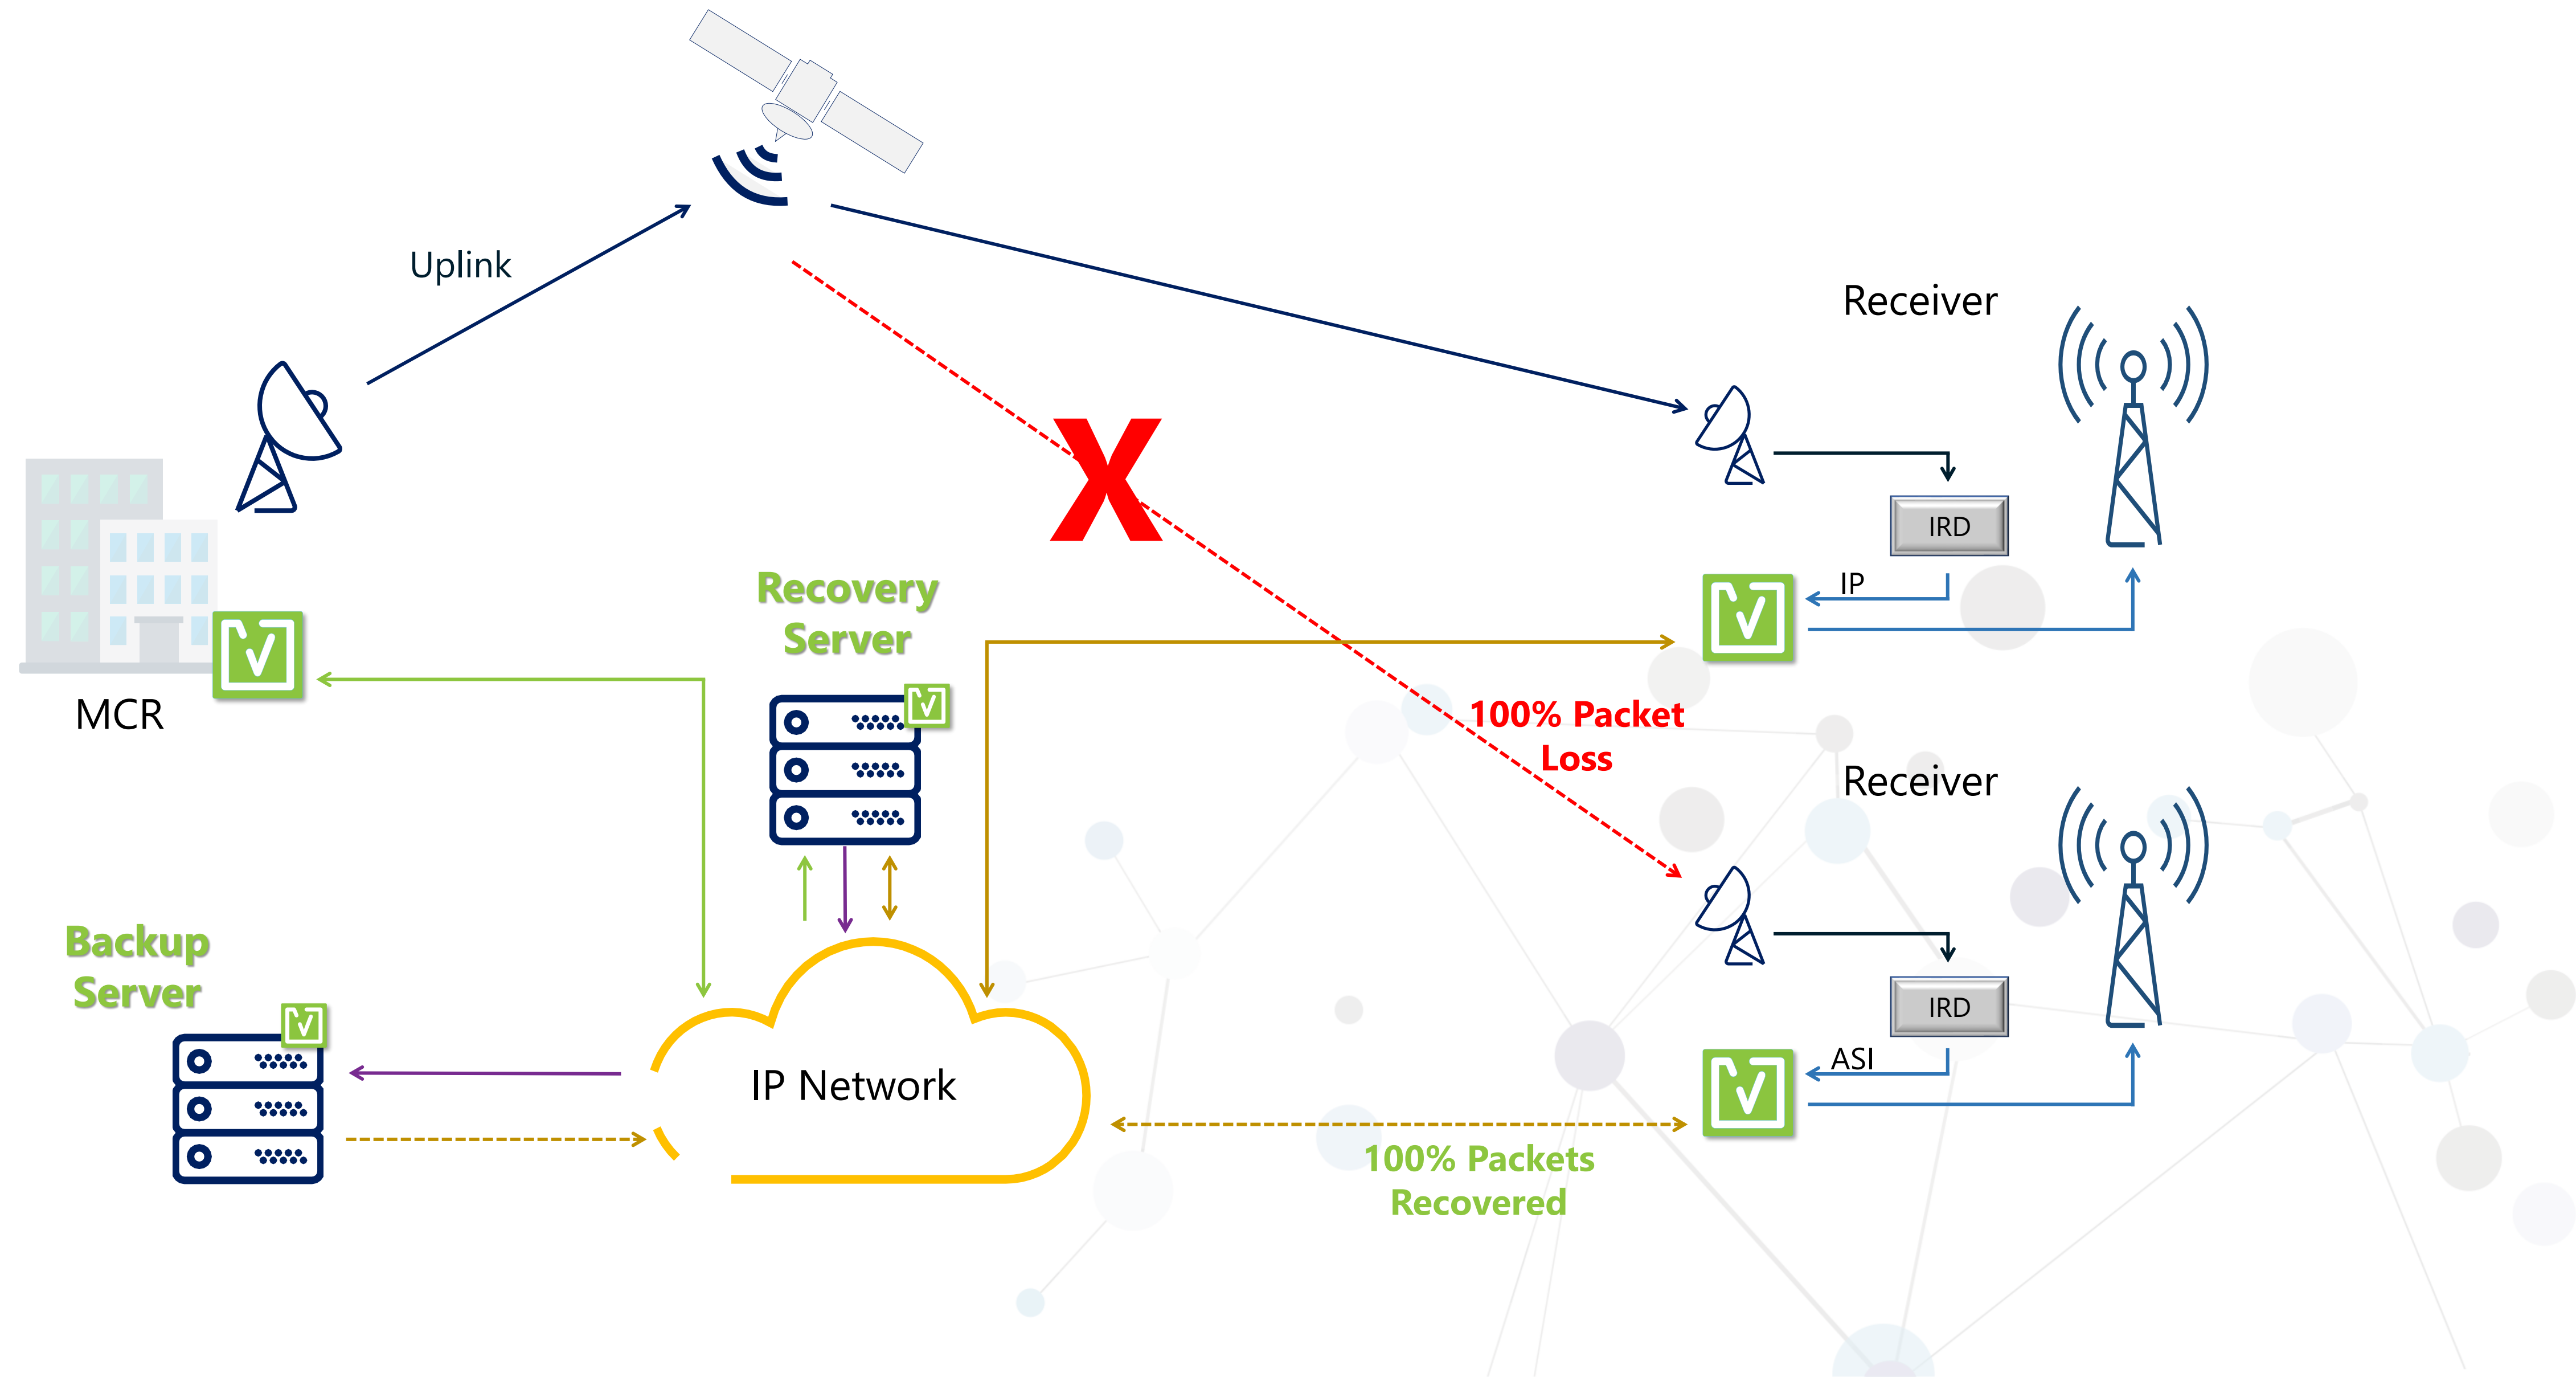 Uplink
Receiver
IRD
IP
Recovery
Server
MCR
100% Packet
Loss
Receiver
Backup
Server
IRD
IP Network
ASI
100% Packets
Recovered